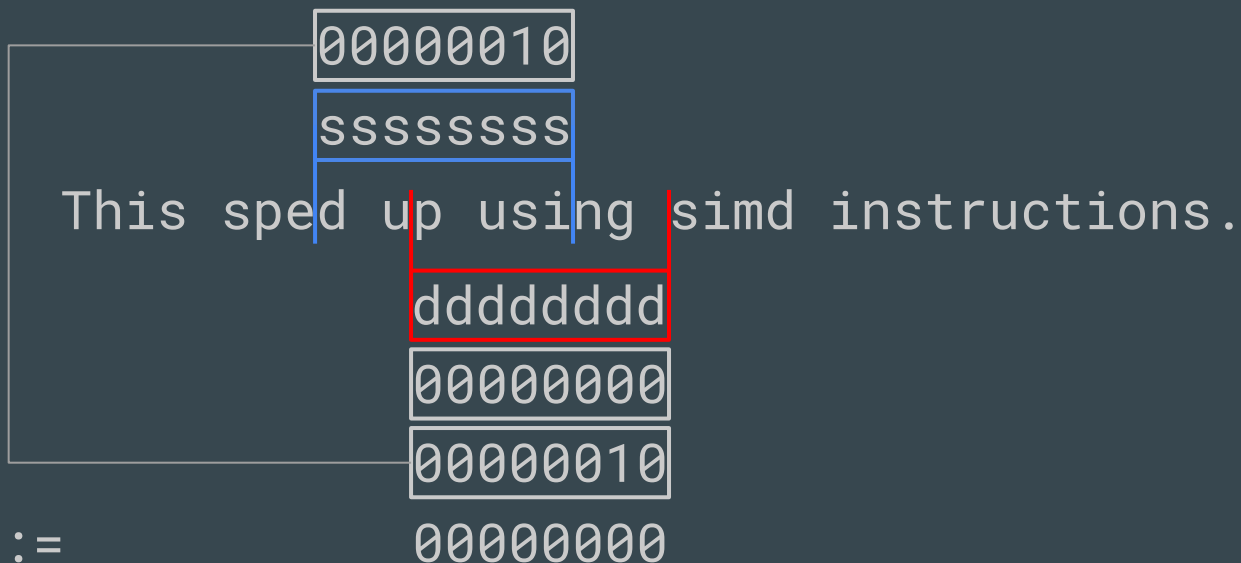 00000010
ssssssss
This sped up using simd instructions.
dddddddd
00000000
00000010
:= 00000000